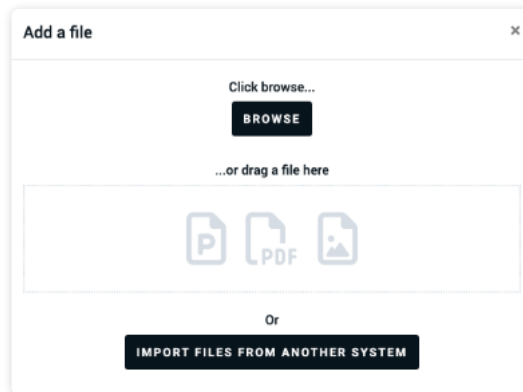 Add a file
×
Click browse...
BROWSE
...or drag a file here
P
PDF
Or
IMPORT FILES FROM ANOTHER SYSTEM